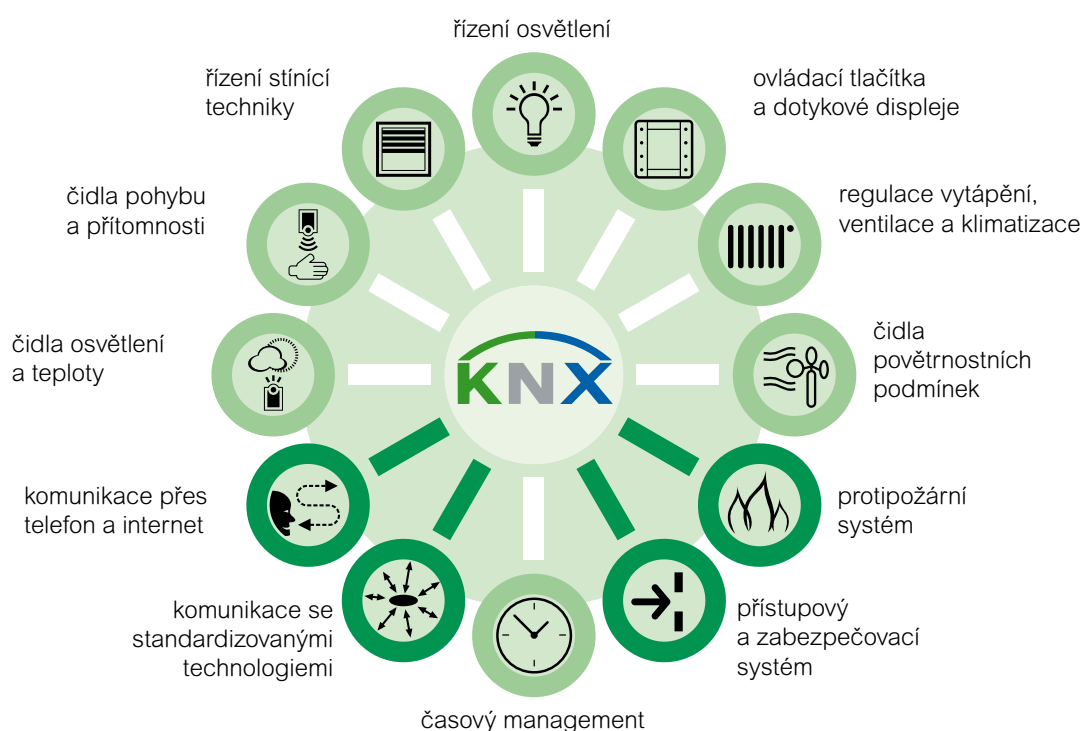 řízení osvětlení
řízení stínící
techniky
ovládací tlačítka
a dotykové displeje
čidla pohybu
a přítomnosti
regulace vytápění,
ventilace a klimatizace
čidla osvětlení
a teploty
KNX
čidla
povětrnostních
podmínek
komunikace přes
telefon a internet
protipožární
systém
komunikace se
standardizovanými
technologiemi
přístupový
a zabezpečovací
systém
časový management